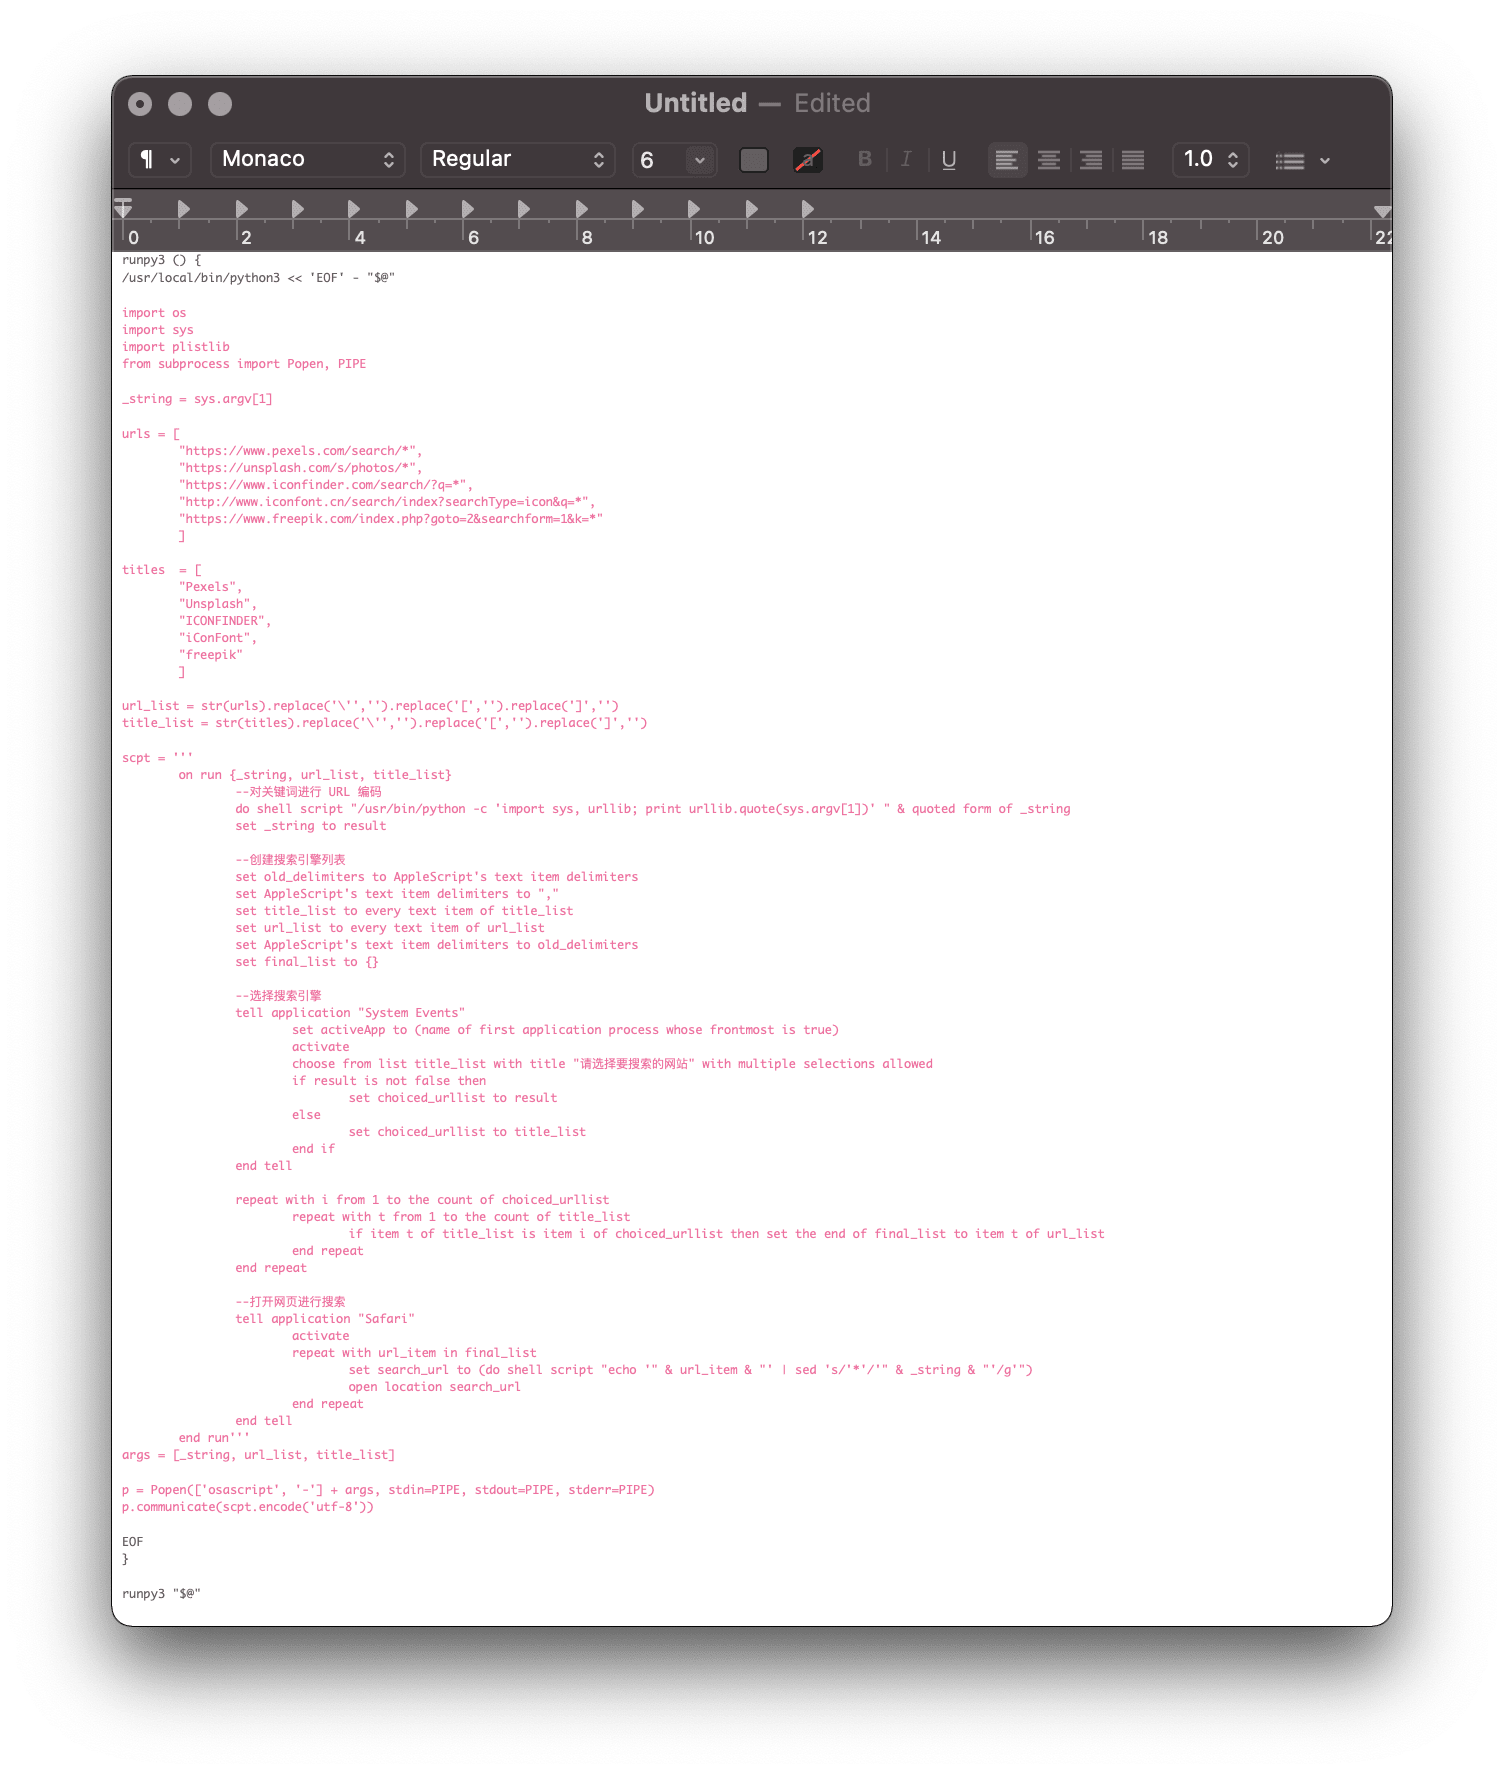 Untitled — Edited
¶ Monaco Regular 6 a B I U 1.0
0 2 4 6 8 10 12 14 16 18 20 22
runpy3 () {
/usr/local/bin/python3 << 'EOF' - "$@"
import os
import sys
import plistlib
from subprocess import Popen, PIPE
_string = sys.argv[1]
urls = [
"https://www.pexels.com/search/*",
"https://unsplash.com/s/photos/*",
"https://www.iconfinder.com/search/?q=*",
"http://www.iconfont.cn/search/index?searchType=icon&q=*",
"https://www.freepik.com/index.php?goto=2&searchform=1&k=*"
]
titles  = [
"Pexels",
"Unsplash",
"ICONFINDER",
"iConFont",
"freepik"
]
url_list = str(urls).replace('\'','').replace('[','').replace(']','')
title_list = str(titles).replace('\'','').replace('[','').replace(']','')
scpt = '''
on run {_string, url_list, title_list}
--对关键词进行 URL 编码
do shell script "/usr/bin/python -c 'import sys, urllib; print urllib.quote(sys.argv[1])' " & quoted form of _string
set _string to result
--创建搜索引擎列表
set old_delimiters to AppleScript's text item delimiters
set AppleScript's text item delimiters to ","
set title_list to every text item of title_list
set url_list to every text item of url_list
set AppleScript's text item delimiters to old_delimiters
set final_list to {}
--选择搜索引擎
tell application "System Events"
set activeApp to (name of first application process whose frontmost is true)
activate
choose from list title_list with title "请选择要搜索的网站" with multiple selections allowed
if result is not false then
set choiced_urllist to result
else
set choiced_urllist to title_list
end if
end tell
repeat with i from 1 to the count of choiced_urllist
repeat with t from 1 to the count of title_list
if item t of title_list is item i of choiced_urllist then set the end of final_list to item t of url_list
end repeat
end repeat
--打开网页进行搜索
tell application "Safari"
activate
repeat with url_item in final_list
set search_url to (do shell script "echo '" & url_item & "' | sed 's/'*'/'" & _string & "'/g'")
open location search_url
end repeat
end tell
end run'''
args = [_string, url_list, title_list]
p = Popen(['osascript', '-'] + args, stdin=PIPE, stdout=PIPE, stderr=PIPE)
p.communicate(scpt.encode('utf-8'))
EOF
}
runpy3 "$@"